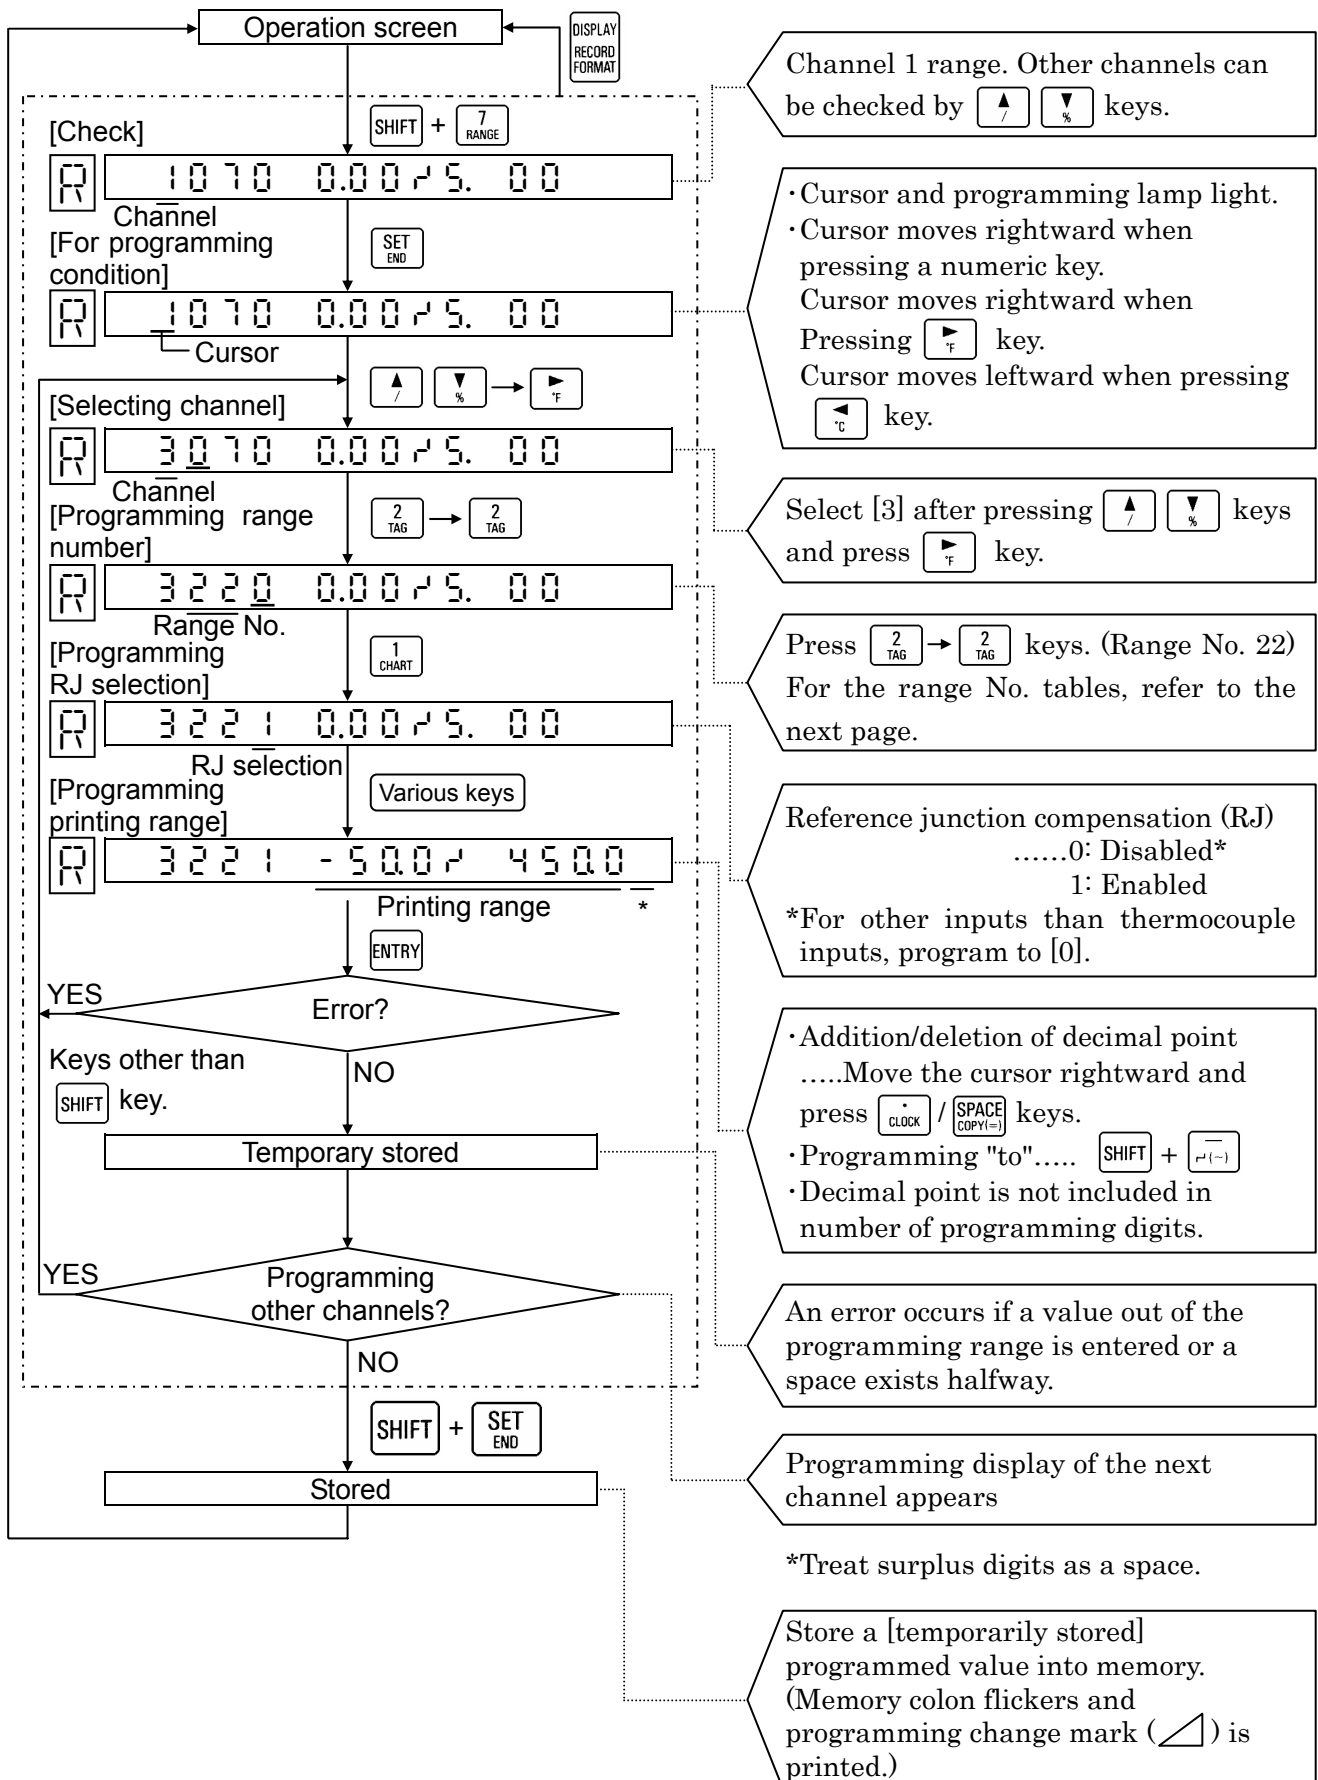 Operation screen
DISPLAY
RECORD
FORMAT
SHIFT + 7
RANGE
[Check]
R 1070 0.00~5. 00
Channel
[For programming
condition]
SET
END
R 1070 0.00~5. 00
Cursor
▲
/
▼
%
→ ►
°F
[Selecting channel]
R 3070 0.00~5. 00
Channel
[Programming range
number]
2
TAG
→ 2
TAG
R 3220 0.00~5. 00
Range No.
[Programming
RJ selection]
1
CHART
R 3221 0.00~5. 00
RJ selection
[Programming
printing range]
Various keys
R 3221 -50.0~ 450.0
Printing range *
ENTRY
YES
Error?
Keys other than
SHIFT key.
NO
Temporary stored
YES
Programming
other channels?
NO
SHIFT + SET
END
Stored
Channel 1 range. Other channels can
be checked by ▲/ ▼% keys.
·Cursor and programming lamp light.
·Cursor moves rightward when
pressing a numeric key.
Cursor moves rightward when
Pressing ►°F key.
Cursor moves leftward when pressing
◄°C key.
Select [3] after pressing ▲/ ▼% keys
and press ►°F key.
Press 2 TAG → 2 TAG keys. (Range No. 22)
For the range No. tables, refer to the
next page.
Reference junction compensation (RJ)
......0: Disabled*
1: Enabled
*For other inputs than thermocouple
inputs, program to [0].
·Addition/deletion of decimal point
.....Move the cursor rightward and
press · CLOCK / SPACE COPY(=) keys.
·Programming "to"..... SHIFT + — ⌐(~)
·Decimal point is not included in
number of programming digits.
An error occurs if a value out of the
programming range is entered or a
space exists halfway.
Programming display of the next
channel appears
*Treat surplus digits as a space.
Store a [temporarily stored]
programmed value into memory.
(Memory colon flickers and
programming change mark (◿) is
printed.)